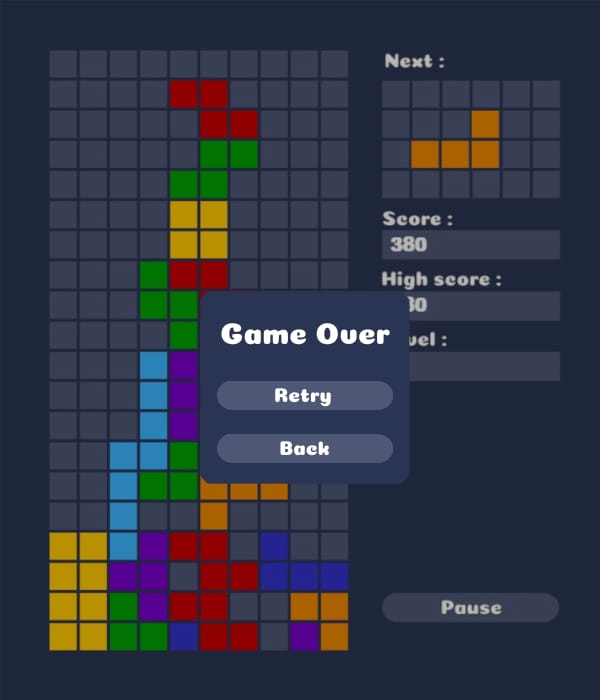 Next :
Score :
380
High score :
Game Over
Retry
Back
Pause